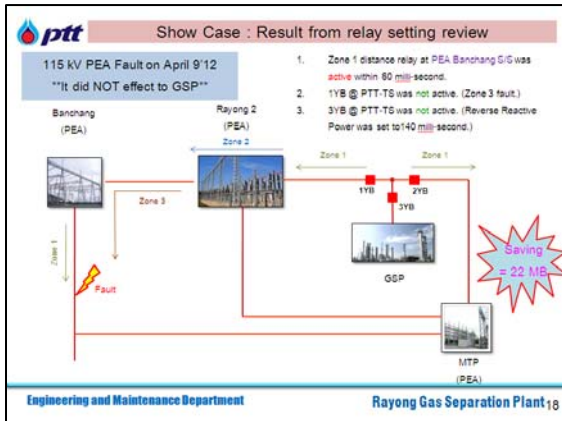 ptt
Show Case : Result from relay setting review
115 kV PEA Fault on April 9'12
"It did NOT effect to GSP"
1. Zone 1 distance relay at PEA Banchang S/S was
active within 60 milli-second.
2. 1YB @ PTT-TS was not active. (Zone 3 fault.)
3. 3YB @ PTT-TS was not active. (Reverse Reactive
Power was set to140 milli-second.)
Banchang
(PEA)
Rayong 2
(PEA)
Zone 2
Zone 1
Zone 1
1YB
2YB
3YB
Zone 3
Zone 1
Fault
GSP
Saving
= 22 MB
MTP
(PEA)
Engineering and Maintenance Department
Rayong Gas Separation Plant 18